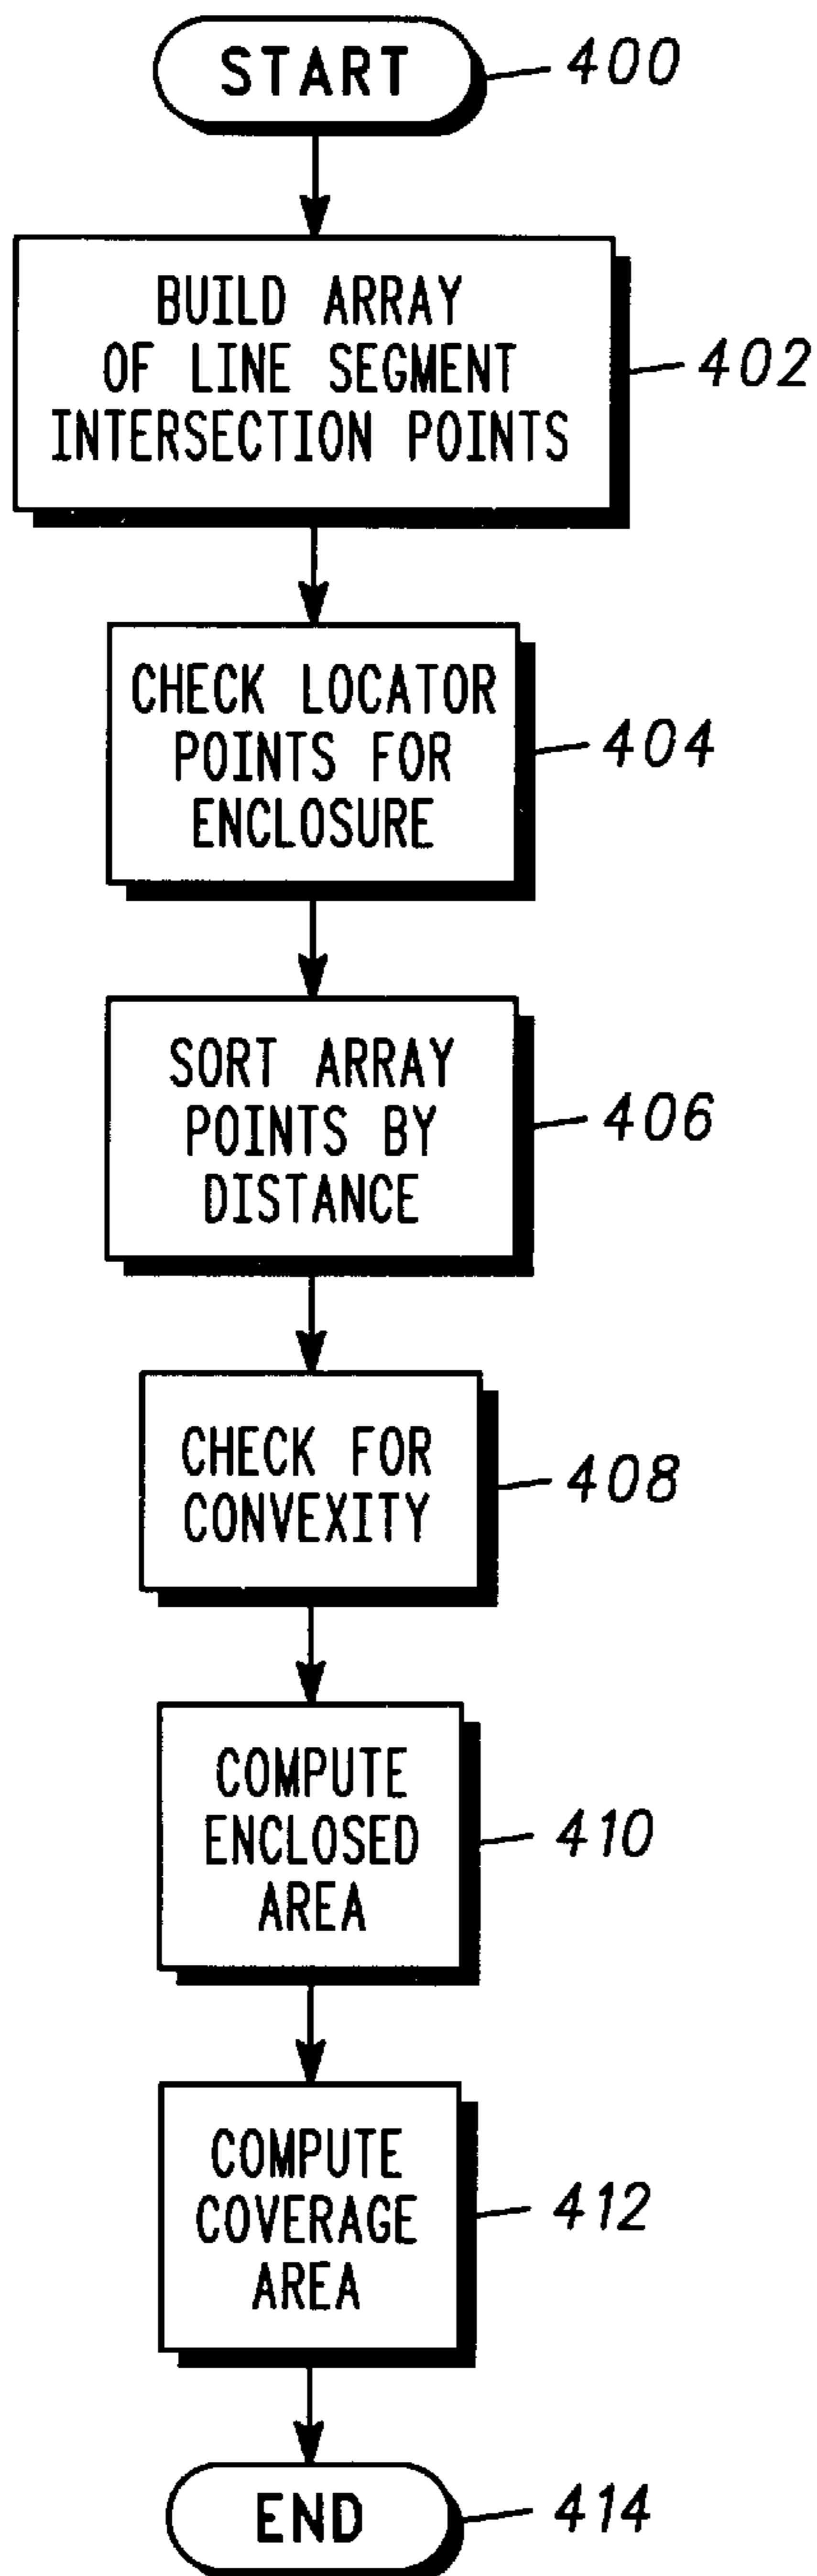 START
400
BUILD ARRAY
OF LINE SEGMENT
INTERSECTION POINTS
402
CHECK LOCATOR
POINTS FOR
ENCLOSURE
404
SORT ARRAY
POINTS BY
DISTANCE
406
CHECK FOR
CONVEXITY
408
COMPUTE
ENCLOSED
AREA
410
COMPUTE
COVERAGE
AREA
412
END
414